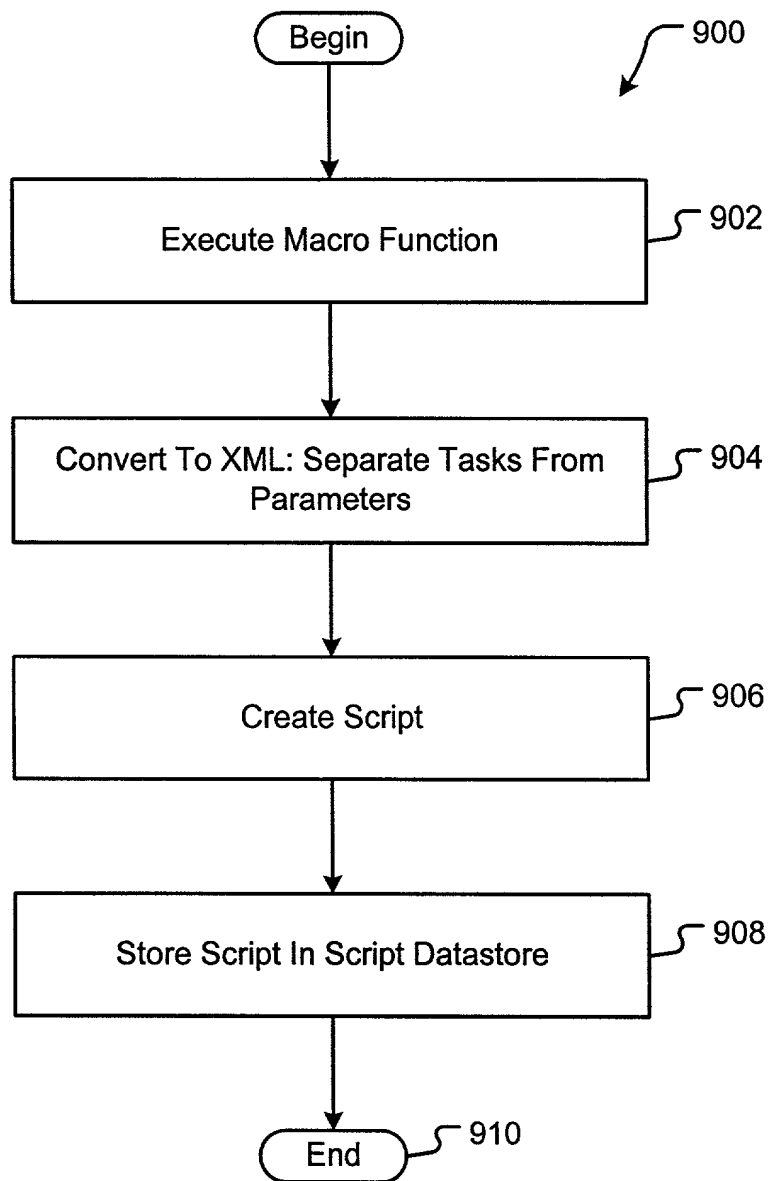 Begin
900
Execute Macro Function
902
Convert To XML: Separate Tasks From
Parameters
904
Create Script
906
Store Script In Script Datastore
908
End
910